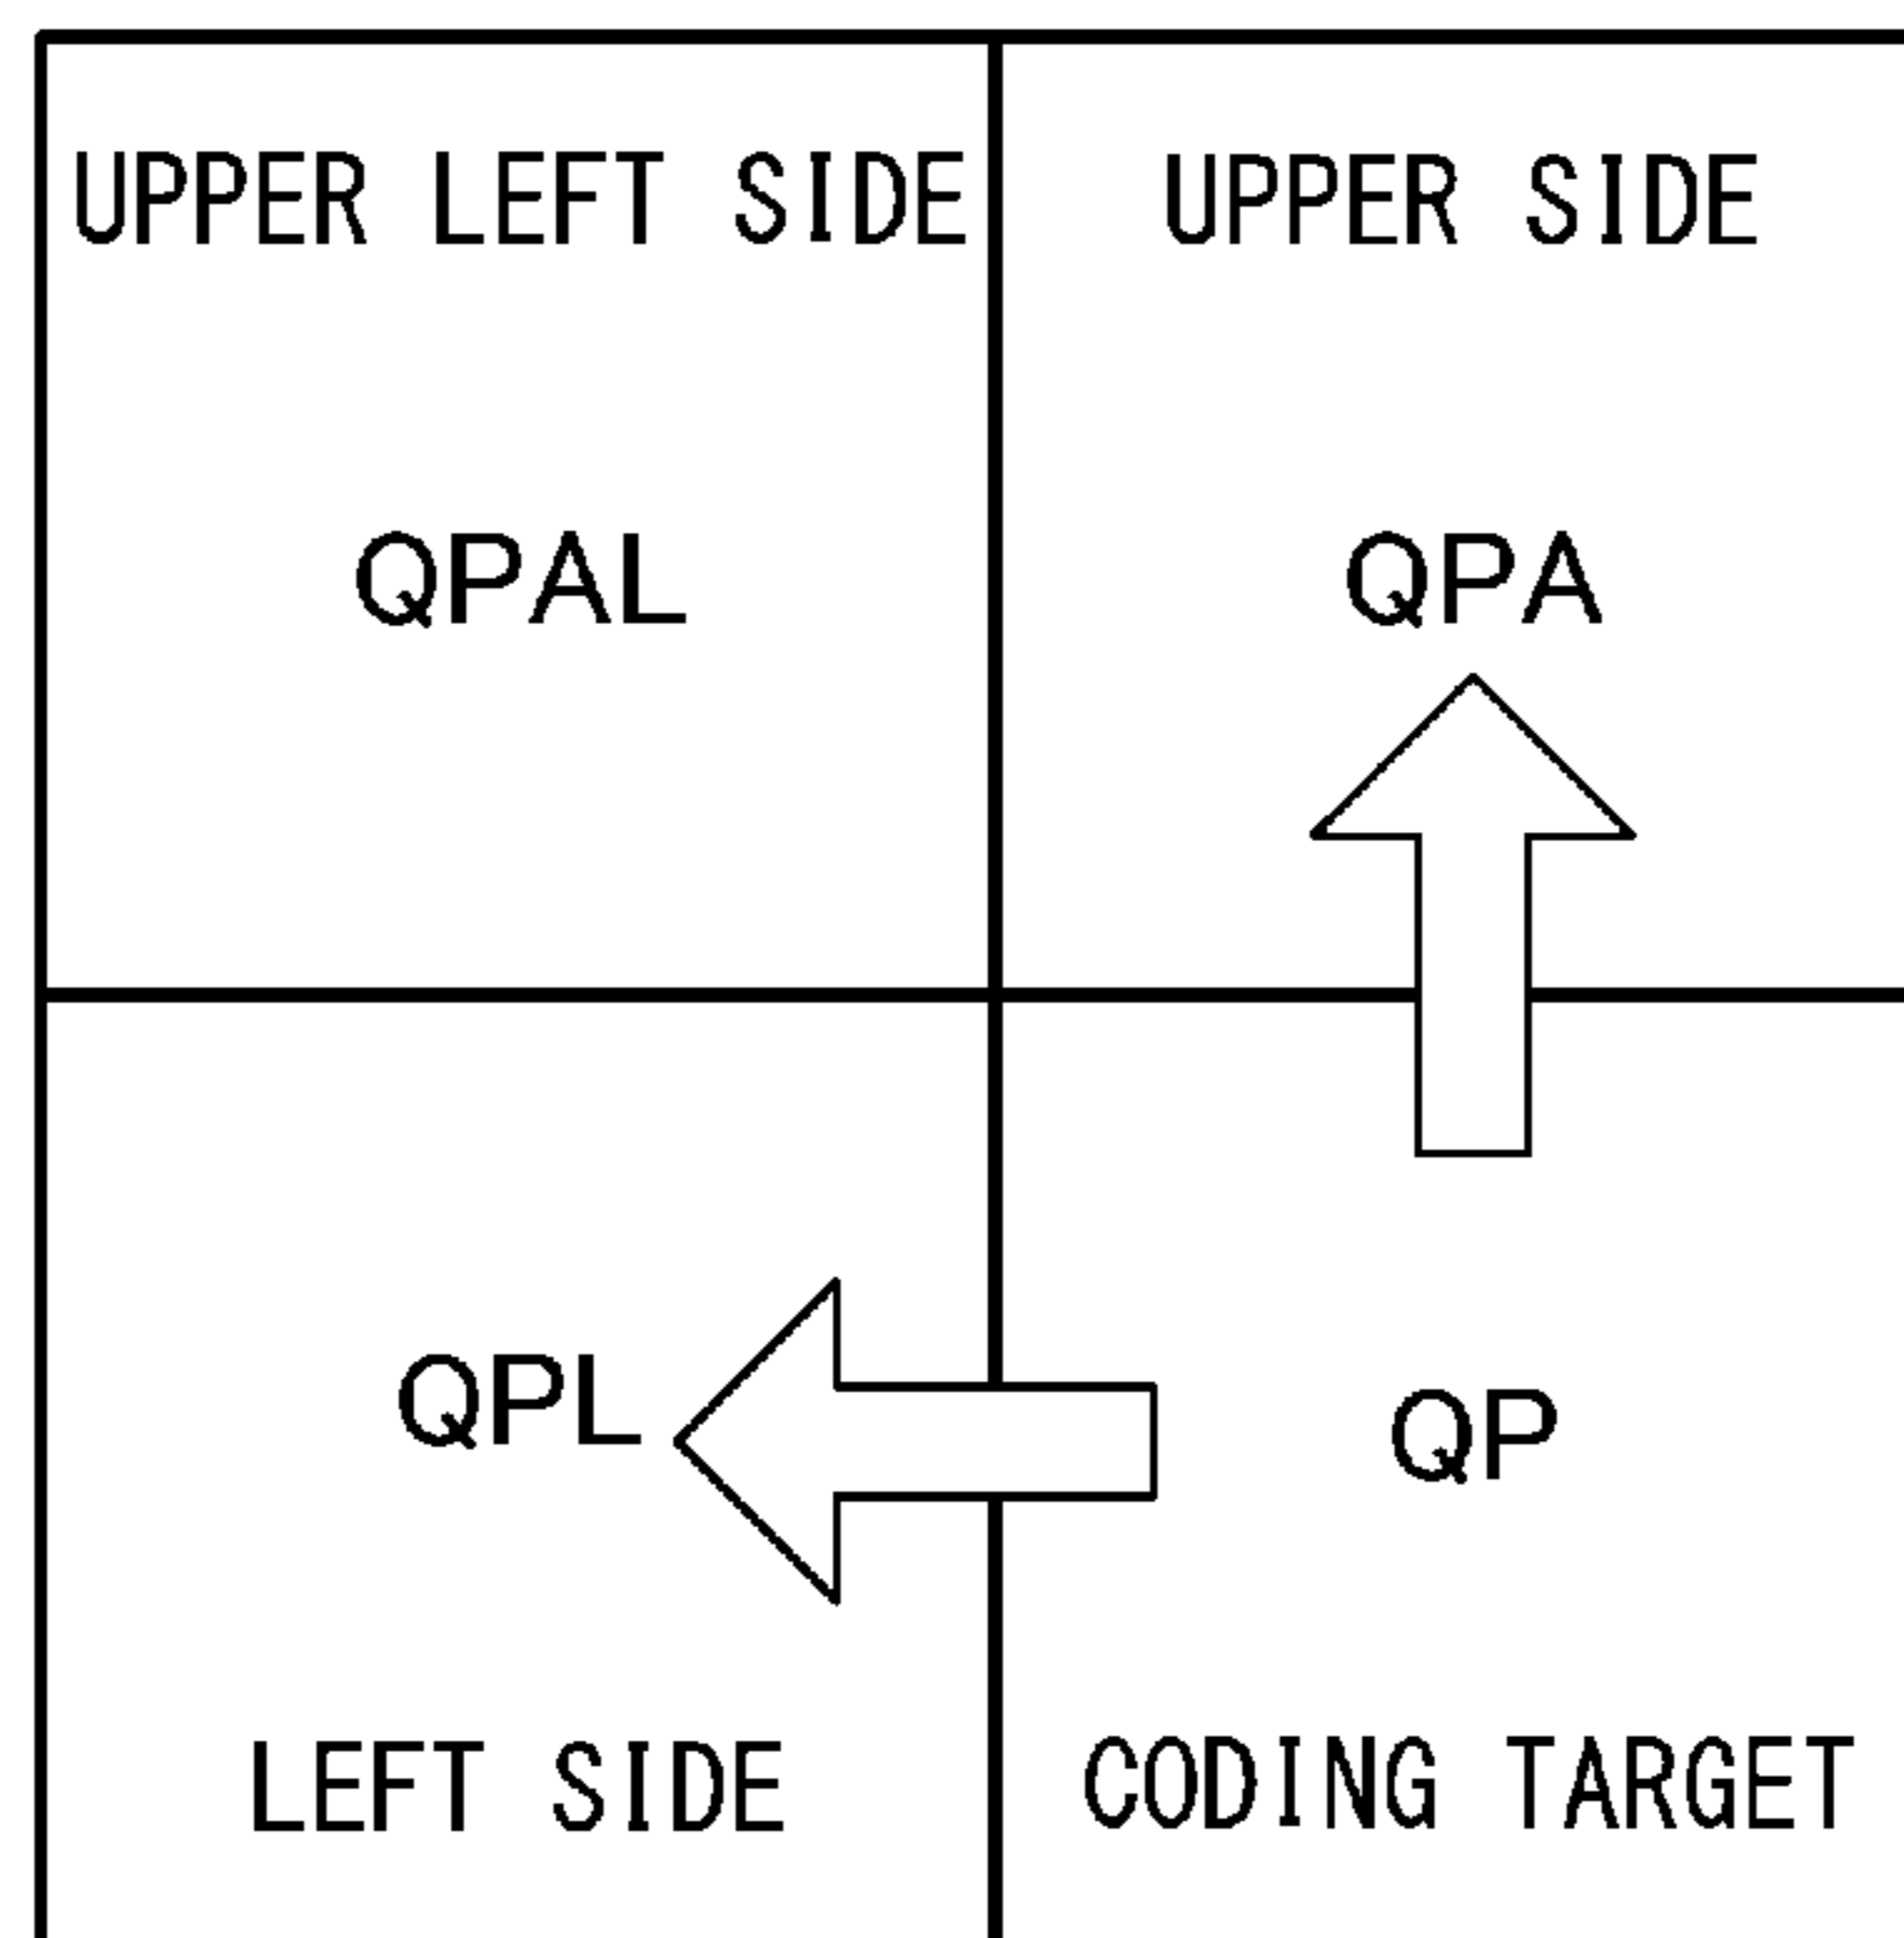 UPPER LEFT SIDE
UPPER SIDE
QPAL
QPA
QPL
QP
LEFT SIDE
CODING TARGET